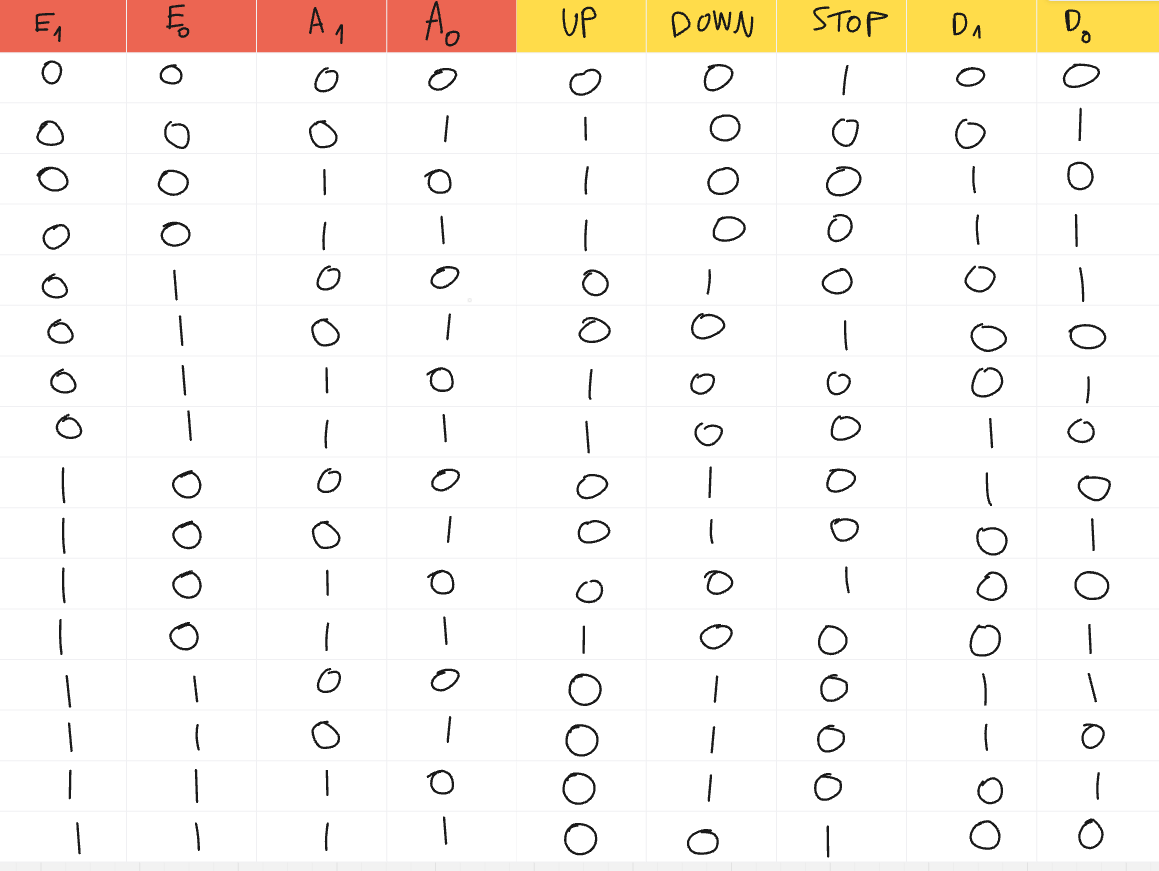 E₁ E₀ A₁ A₀ UP DOWN STOP D₁ D₀
0 0 0 0 0 0 1 0 0
0 0 0 1 1 0 0 0 1
0 0 1 0 1 0 0 1 0
0 0 1 1 1 0 0 1 1
0 1 0 0 0 1 0 0 1
0 1 0 1 0 0 1 0 0
0 1 1 0 1 0 0 0 1
0 1 1 1 1 0 0 1 0
1 0 0 0 0 1 0 1 0
1 0 0 1 0 1 0 0 1
1 0 1 0 0 0 1 0 0
1 0 1 1 1 0 0 0 1
1 1 0 0 0 1 0 1 1
1 1 0 1 0 1 0 1 0
1 1 1 0 0 1 0 0 1
1 1 1 1 0 0 1 0 0